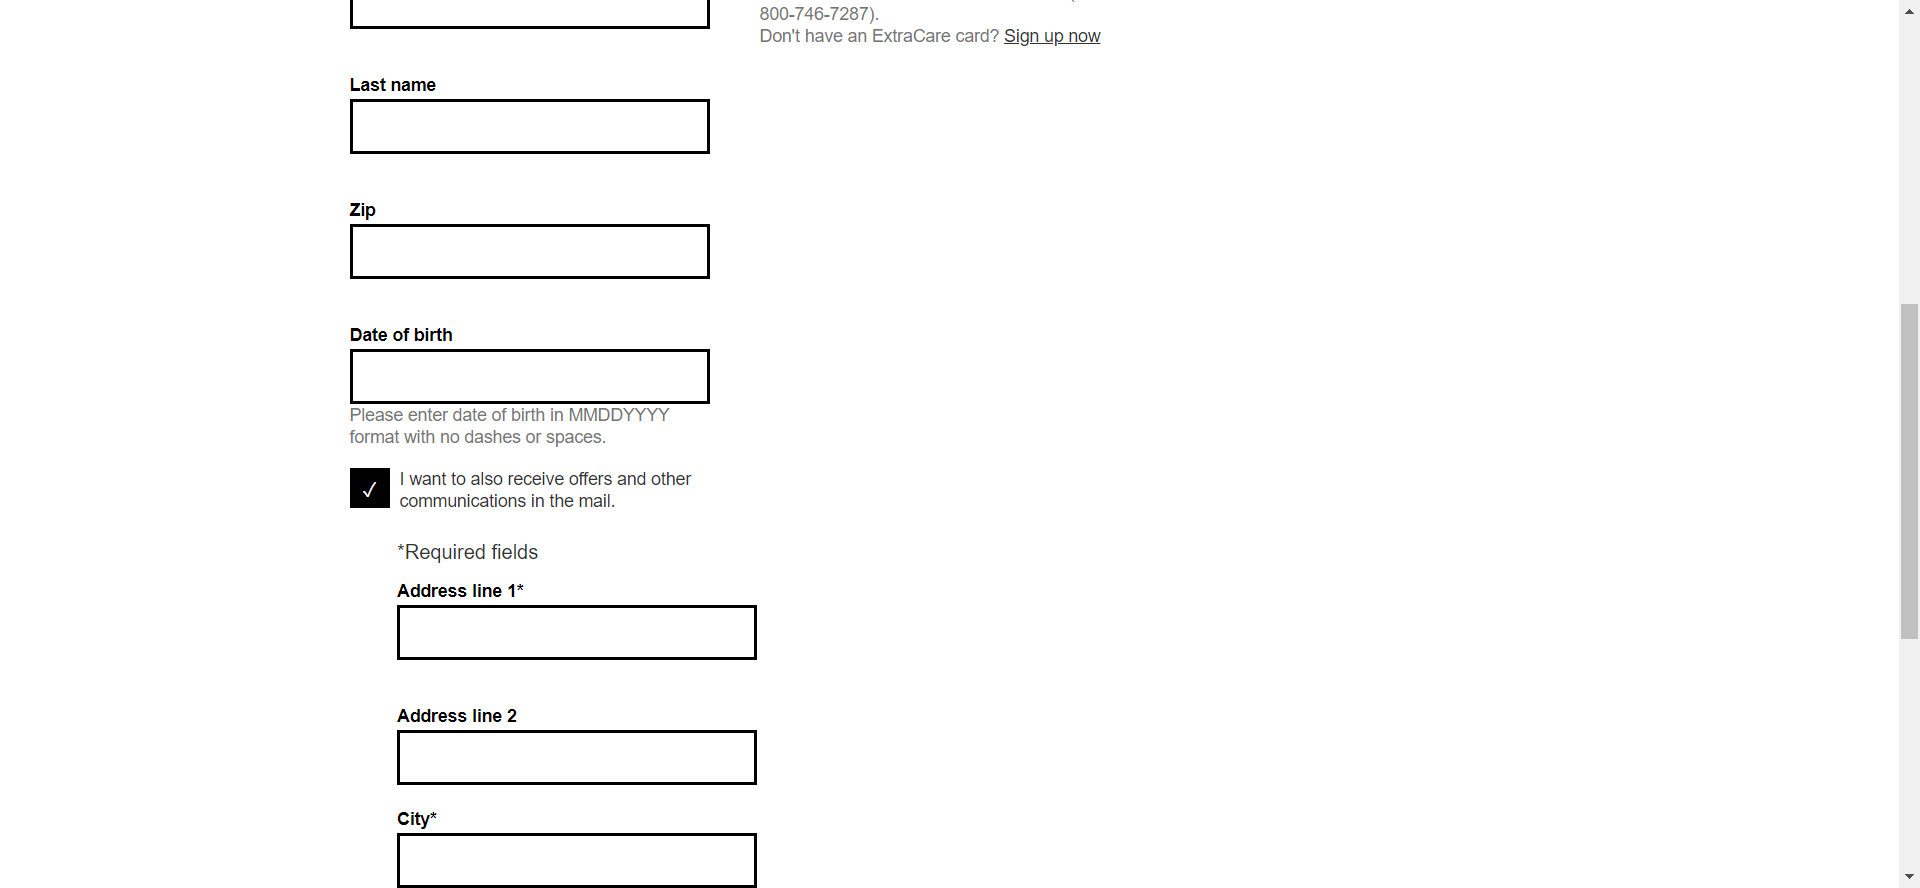 800-746-7287).
Don't have an ExtraCare card? Sign up now
Last name
Zip
Date of birth
Please enter date of birth in MMDDYYYY
format with no dashes or spaces.
✓ I want to also receive offers and other
communications in the mail.
*Required fields
Address line 1*
Address line 2
City*